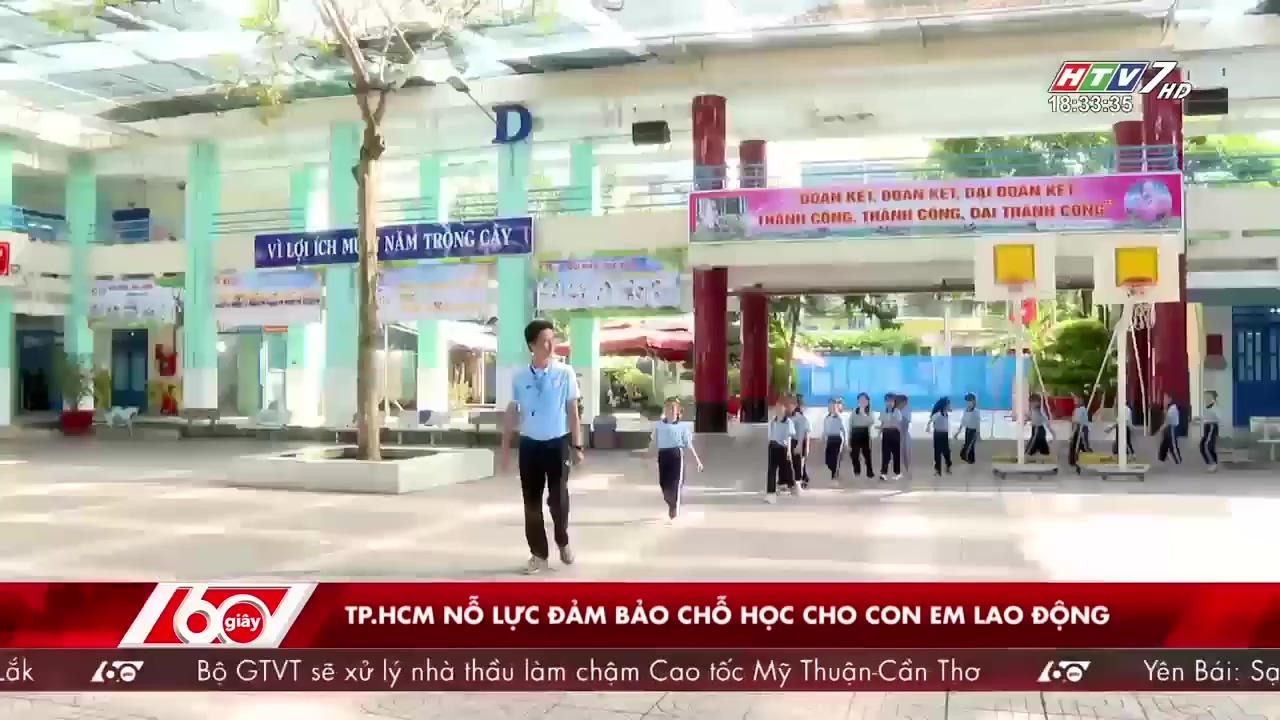 HTV7 HD
18:33:35
D
ĐOÀN KẾT, ĐOÀN KẾT, ĐẠI ĐOÀN KẾT
THÀNH CÔNG, THÀNH CÔNG, ĐẠI THÀNH CÔNG"
VÌ LỢI ÍCH MƯỜI NĂM TRỒNG CÂY
60 giây
TP.HCM NỖ LỰC ĐẢM BẢO CHỖ HỌC CHO CON EM LAO ĐỘNG
Lắk 60 Bộ GTVT sẽ xử lý nhà thầu làm chậm Cao tốc Mỹ Thuận-Cần Thơ 60 Yên Bái: Sạ